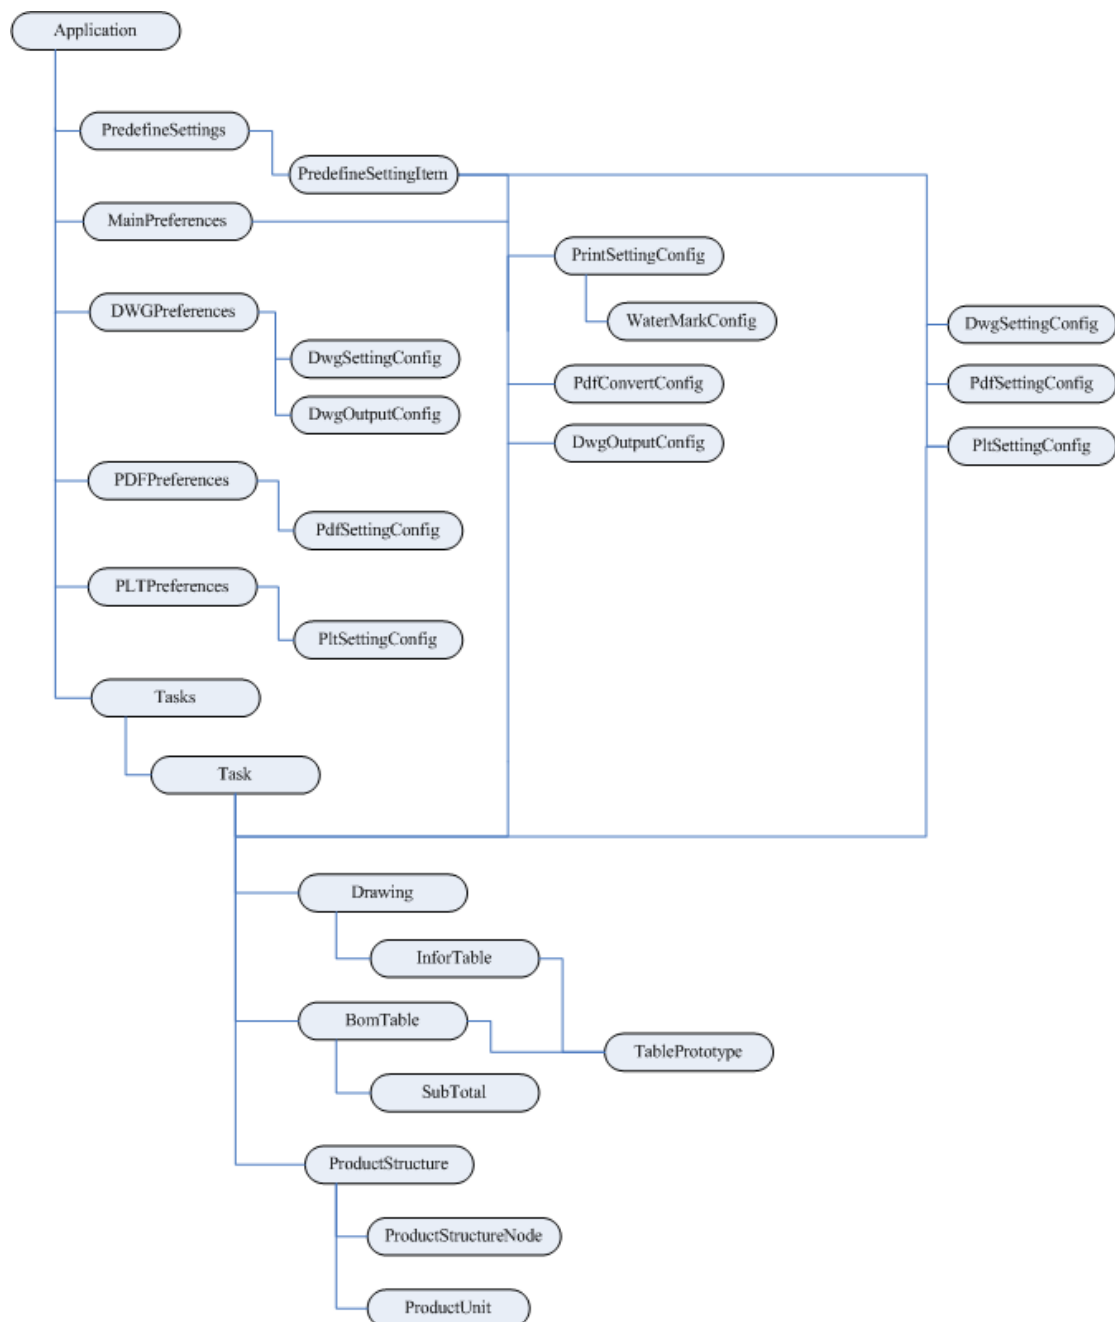 Application
PredefineSettings
PredefineSettingItem
MainPreferences
PrintSettingConfig
DWGPreferences
WaterMarkConfig
DwgSettingConfig
DwgSettingConfig
PdfConvertConfig
PdfSettingConfig
DwgOutputConfig
DwgOutputConfig
PltSettingConfig
PDFPreferences
PdfSettingConfig
PLTPreferences
PltSettingConfig
Tasks
Task
Drawing
InforTable
BomTable
TablePrototype
SubTotal
ProductStructure
ProductStructureNode
ProductUnit